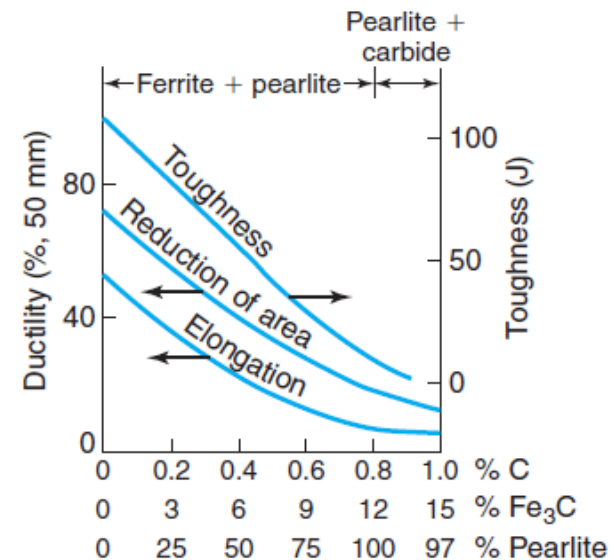 Pearlite +
carbide
Ferrite + pearlite
Ductility (%, 50 mm)
80
40
0
Toughness
Reduction of area
Elongation
100
50
0
Toughness (J)
0 0.2 0.4 0.6 0.8 1.0 % C
0 3 6 9 12 15 % Fe₃C
0 25 50 75 100 97 % Pearlite